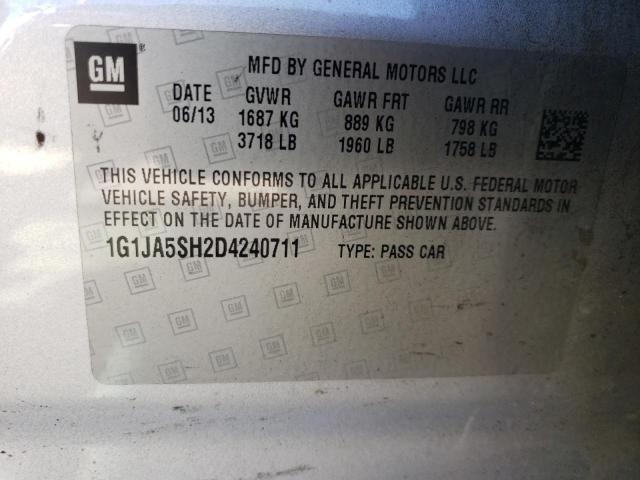 GM
MFD BY GENERAL MOTORS LLC
DATE GVWR GAWR FRT GAWR RR
06/13 1687 KG 889 KG 798 KG
3718 LB 1960 LB 1758 LB
THIS VEHICLE CONFORMS TO ALL APPLICABLE U.S. FEDERAL MOTOR
VEHICLE SAFETY, BUMPER, AND THEFT PREVENTION STANDARDS IN
EFFECT ON THE DATE OF MANUFACTURE SHOWN ABOVE.
1G1JA5SH2D4240711 TYPE: PASS CAR